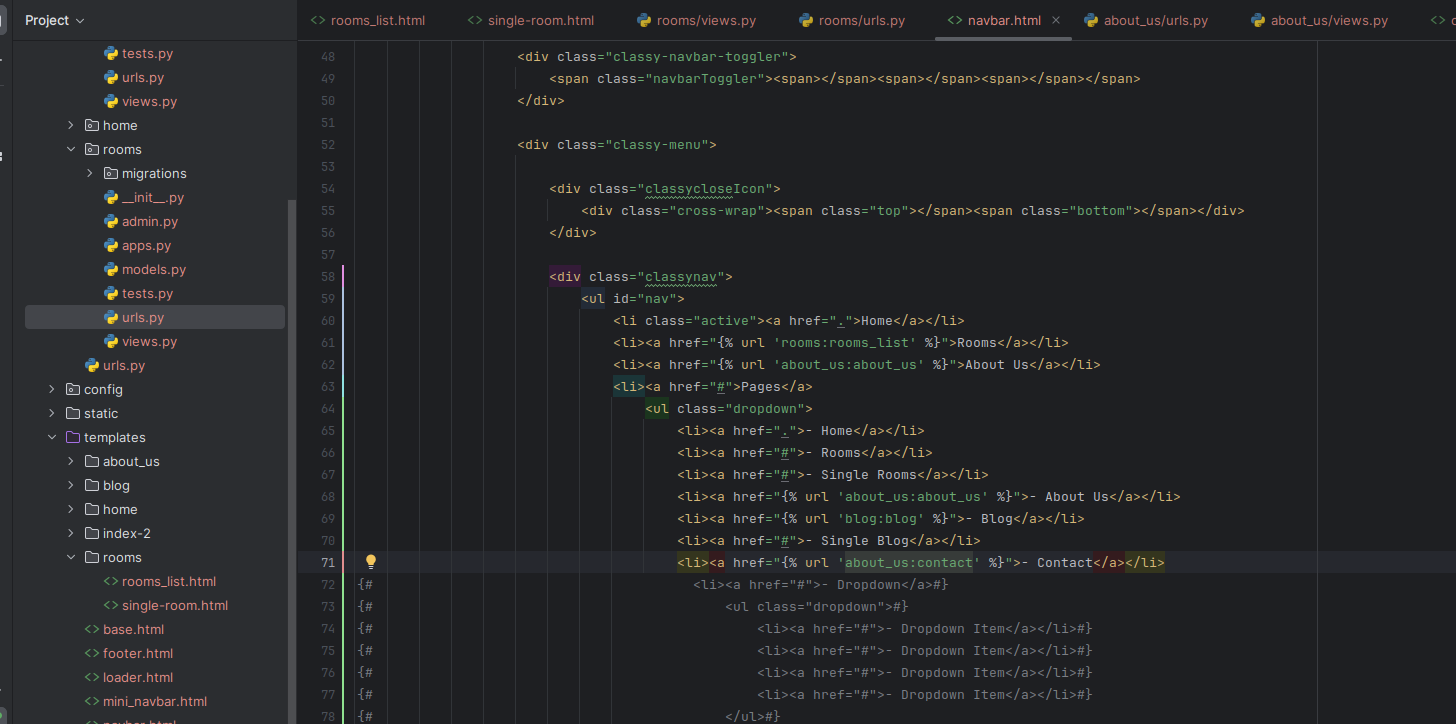 Project
tests.py
urls.py
views.py
home
rooms
migrations
__init__.py
admin.py
apps.py
models.py
tests.py
urls.py
views.py
urls.py
config
static
templates
about_us
blog
home
index-2
rooms
rooms_list.html
single-room.html
base.html
footer.html
loader.html
mini_navbar.html
navbar.html
rooms_list.html
single-room.html
rooms/views.py
rooms/urls.py
navbar.html
about_us/urls.py
about_us/views.py
48 <div class="classy-navbar-toggler">
49 <span class="navbarToggler"><span></span><span></span><span></span></span>
50 </div>
51
52 <div class="classy-menu">
53
54 <div class="classycloseIcon">
55 <div class="cross-wrap"><span class="top"></span><span class="bottom"></span></div>
56 </div>
57
58 <div class="classynav">
59 <ul id="nav">
60 <li class="active"><a href=".">Home</a></li>
61 <li><a href="{% url 'rooms:rooms_list' %}">Rooms</a></li>
62 <li><a href="{% url 'about_us:about_us' %}">About Us</a></li>
63 <li><a href="#">Pages</a>
64 <ul class="dropdown">
65 <li><a href=".">- Home</a></li>
66 <li><a href="#">- Rooms</a></li>
67 <li><a href="#">- Single Rooms</a></li>
68 <li><a href="{% url 'about_us:about_us' %}">- About Us</a></li>
69 <li><a href="{% url 'blog:blog' %}">- Blog</a></li>
70 <li><a href="#">- Single Blog</a></li>
71 <li><a href="{% url 'about_us:contact' %}">- Contact</a></li>
72 {# <li><a href="#">- Dropdown</a>#}
73 {# <ul class="dropdown">#}
74 {# <li><a href="#">- Dropdown Item</a></li>#}
75 {# <li><a href="#">- Dropdown Item</a></li>#}
76 {# <li><a href="#">- Dropdown Item</a></li>#}
77 {# <li><a href="#">- Dropdown Item</a></li>#}
78 {# </ul>#}